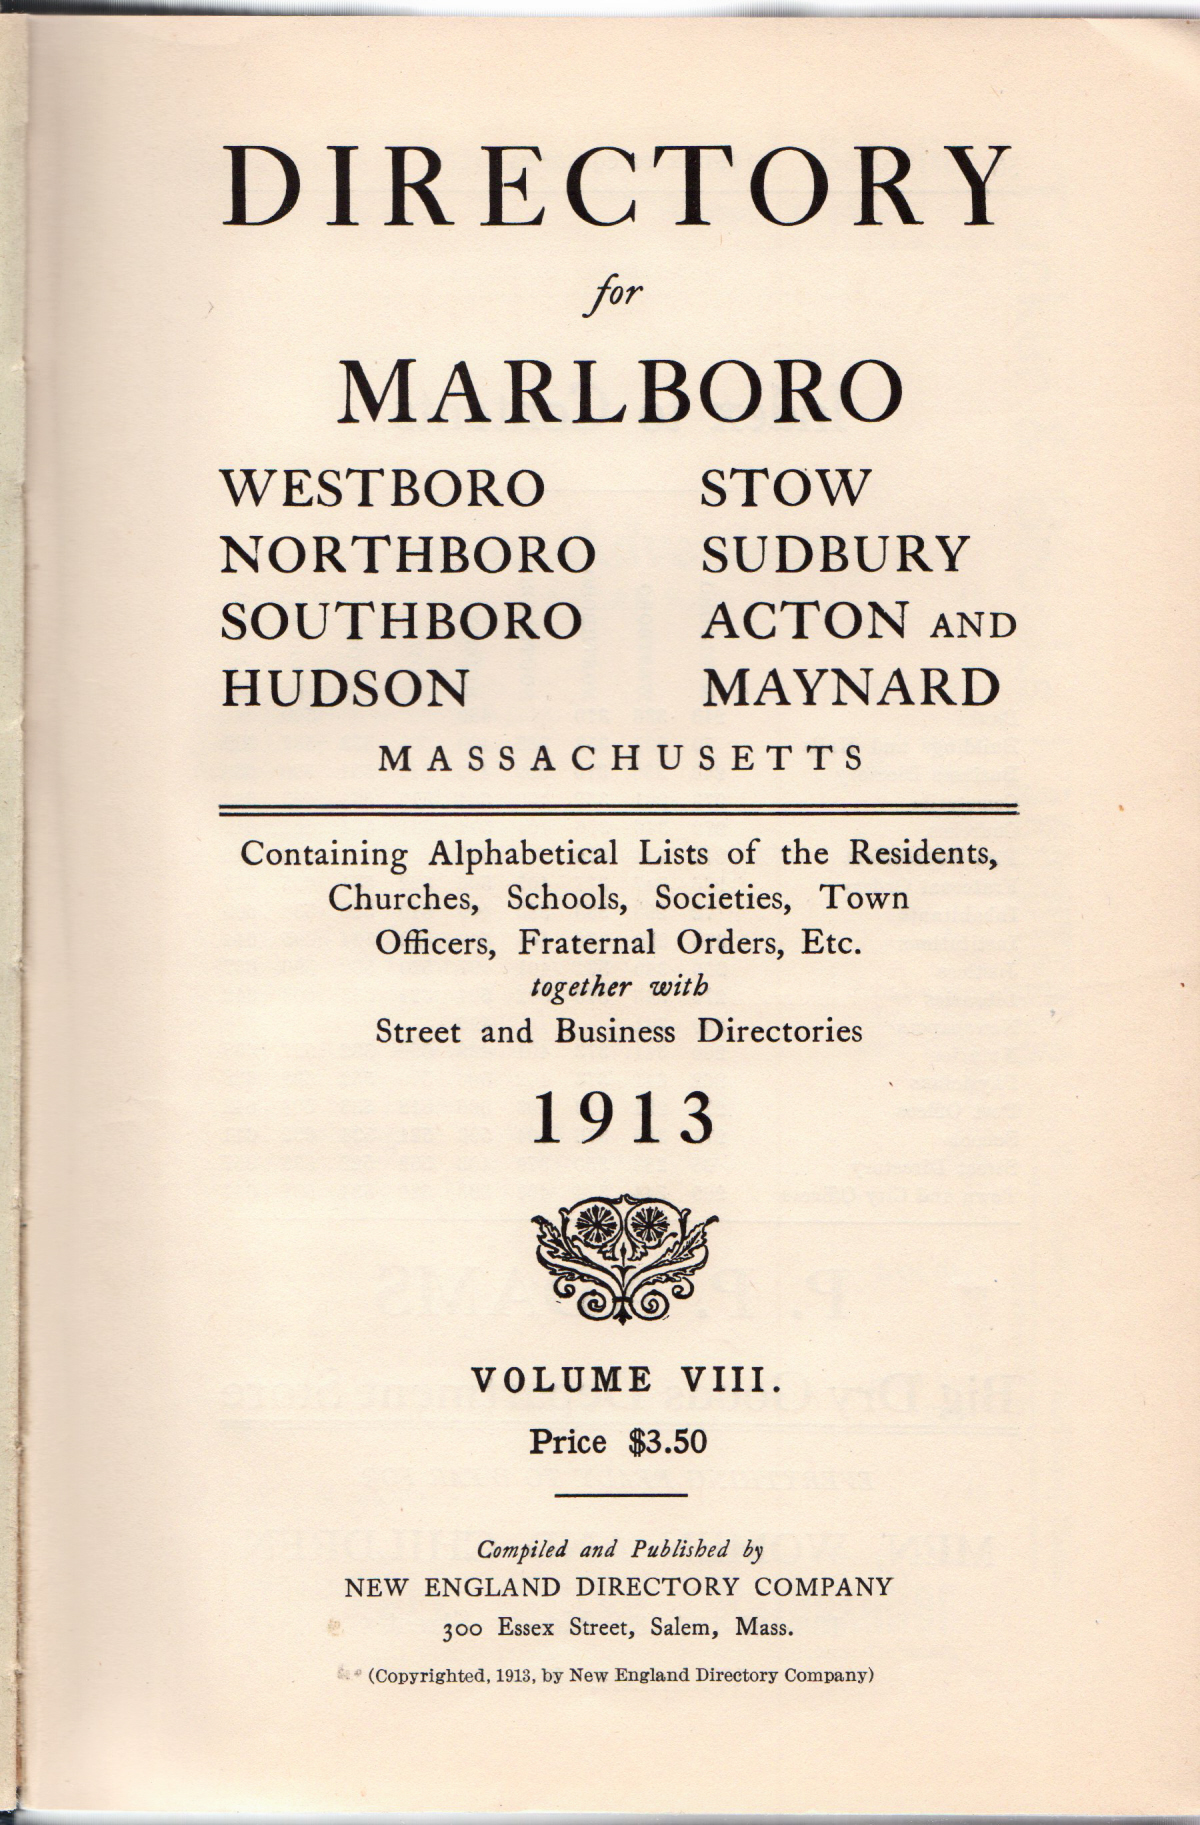 DIRECTORY
for
MARLBORO
WESTBORO
NORTHBORO
SOUTHBORO
HUDSON
STOW
SUDBURY
ACTON AND
MAYNARD
MASSACHUSETTS
Containing Alphabetical Lists of the Residents,
Churches, Schools, Societies, Town
Officers, Fraternal Orders, Etc.
together with
Street and Business Directories
1913
VOLUME VIII.
Price $3.50
Compiled and Published by
NEW ENGLAND DIRECTORY COMPANY
300 Essex Street, Salem, Mass.
(Copyrighted, 1913, by New England Directory Company)